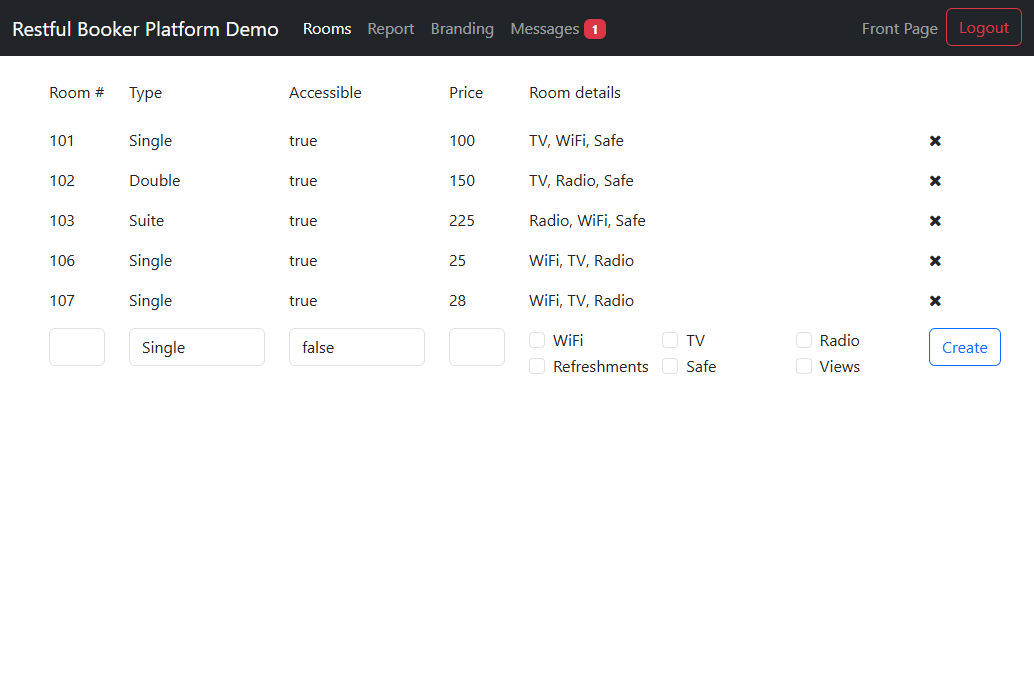 Restful Booker Platform Demo Rooms Report Branding Messages 1 Front Page Logout
Room # Type Accessible Price Room details
101 Single true 100 TV, WiFi, Safe
102 Double true 150 TV, Radio, Safe
103 Suite true 225 Radio, WiFi, Safe
106 Single true 25 WiFi, TV, Radio
107 Single true 28 WiFi, TV, Radio
Single false WiFi TV Radio Create
Refreshments Safe Views